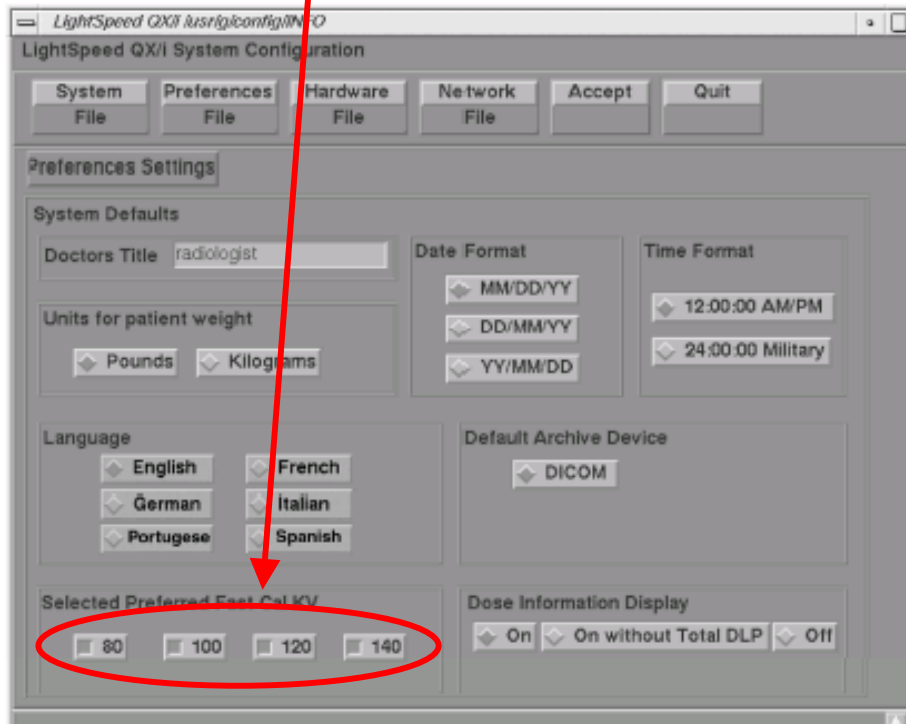 LightSpeed QX/i /usr/g/config/INFO
LightSpeed QX/i System Configuration
System Preferences Hardware Network Accept Quit
File File File File
Preferences Settings
System Defaults
Doctors Title radiologist
Date Format
Time Format
MM/DD/YY
12:00:00 AM/PM
Units for patient weight
DD/MM/YY
24:00:00 Military
Pounds Kilograms
YY/MM/DD
Language
Default Archive Device
English French
DICOM
German Italian
Portugese Spanish
Selected Preferred Fast Cal KV
Dose Information Display
80 100 120 140
On On without Total DLP Off